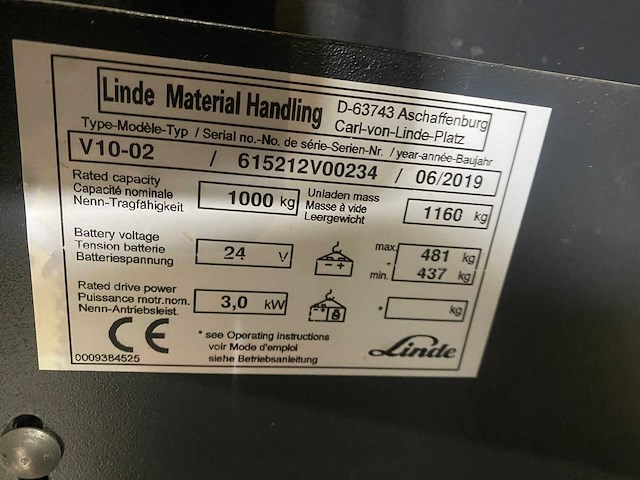 Linde Material Handling
D-63743 Aschaffenburg
Carl-von-Linde-Platz
Type-Modèle-Typ / Serial no.-No. de série-Serien-Nr. / year-année-Baujahr
V10-02 / 615212V00234 / 06/2019
Rated capacity
Capacité nominale
Nenn-Tragfähigkeit
1000 kg
Unladen mass
Masse à vide
Leergewicht
1160 kg
Battery voltage
Tension batterie
Batteriespannung
24 V
- +
max. 481 kg
-
min. 437 kg
Rated drive power
Puissance motr.nom.
Nenn-Antriebsleist.
3,0 kW
* kg
CE
0009384525
* see Operating instructions
voir Mode d'emploi
siehe Betriebsanleitung
Linde